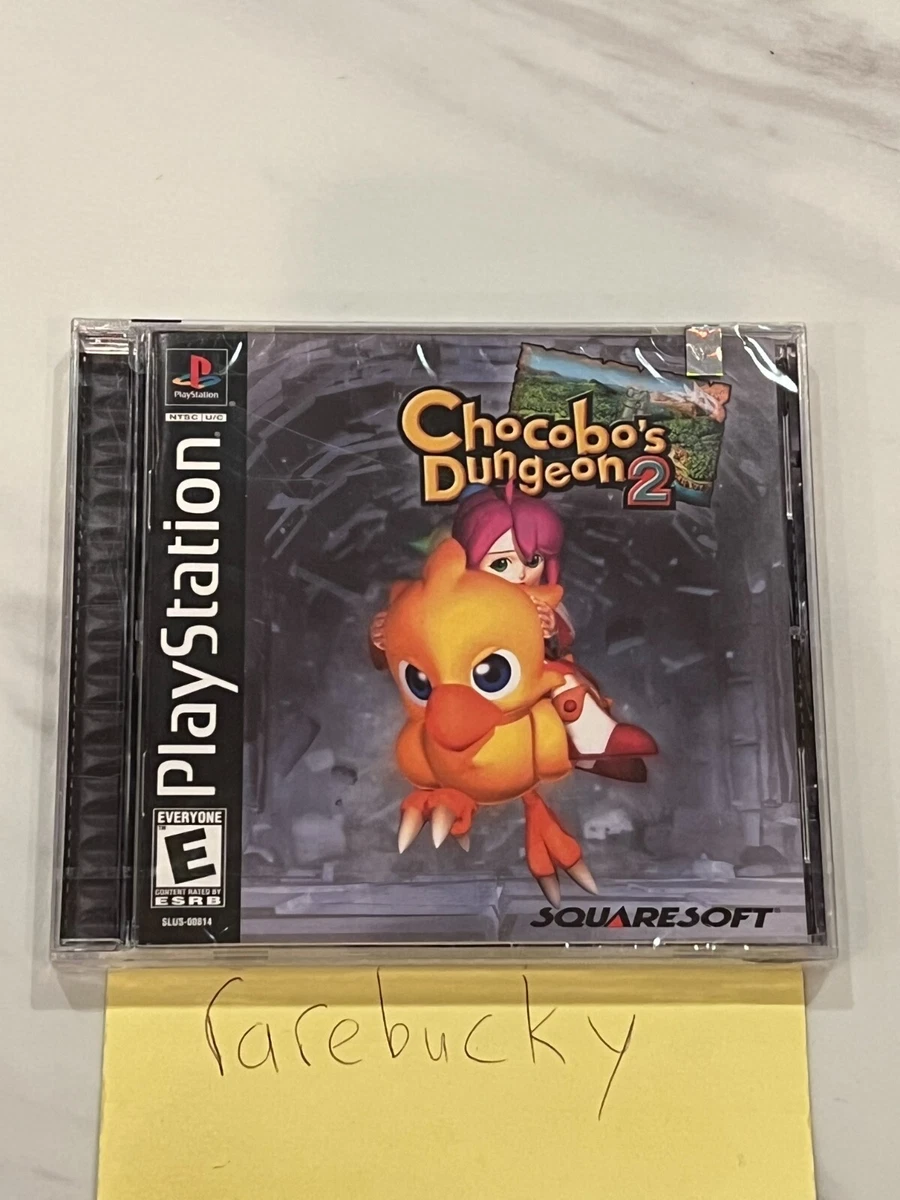 PlayStation
NTSC U/C
PlayStation
Chocobo's
Dungeon 2
EVERYONE
E
CONTENT RATED BY
ESRB
SLUS-00814
SQUARESOFT
rarebucky